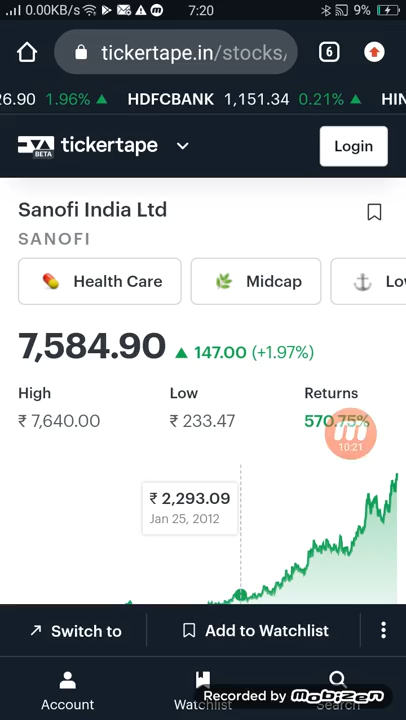 0.00KB/s 7:20 9%
tickertape.in/stocks, 6
26.90 1.96% ▲ HDFCBANK 1,151.34 0.21% ▲ HIN
BETA tickertape Login
Sanofi India Ltd
SANOFI
Health Care Midcap Lo
7,584.90 ▲ 147.00 (+1.97%)
High Low Returns
₹ 7,640.00 ₹ 233.47 570.75%
10:21
₹ 2,293.09
Jan 25, 2012
Switch to Add to Watchlist
Account Watchlist Search
Recorded by MOBIZEN